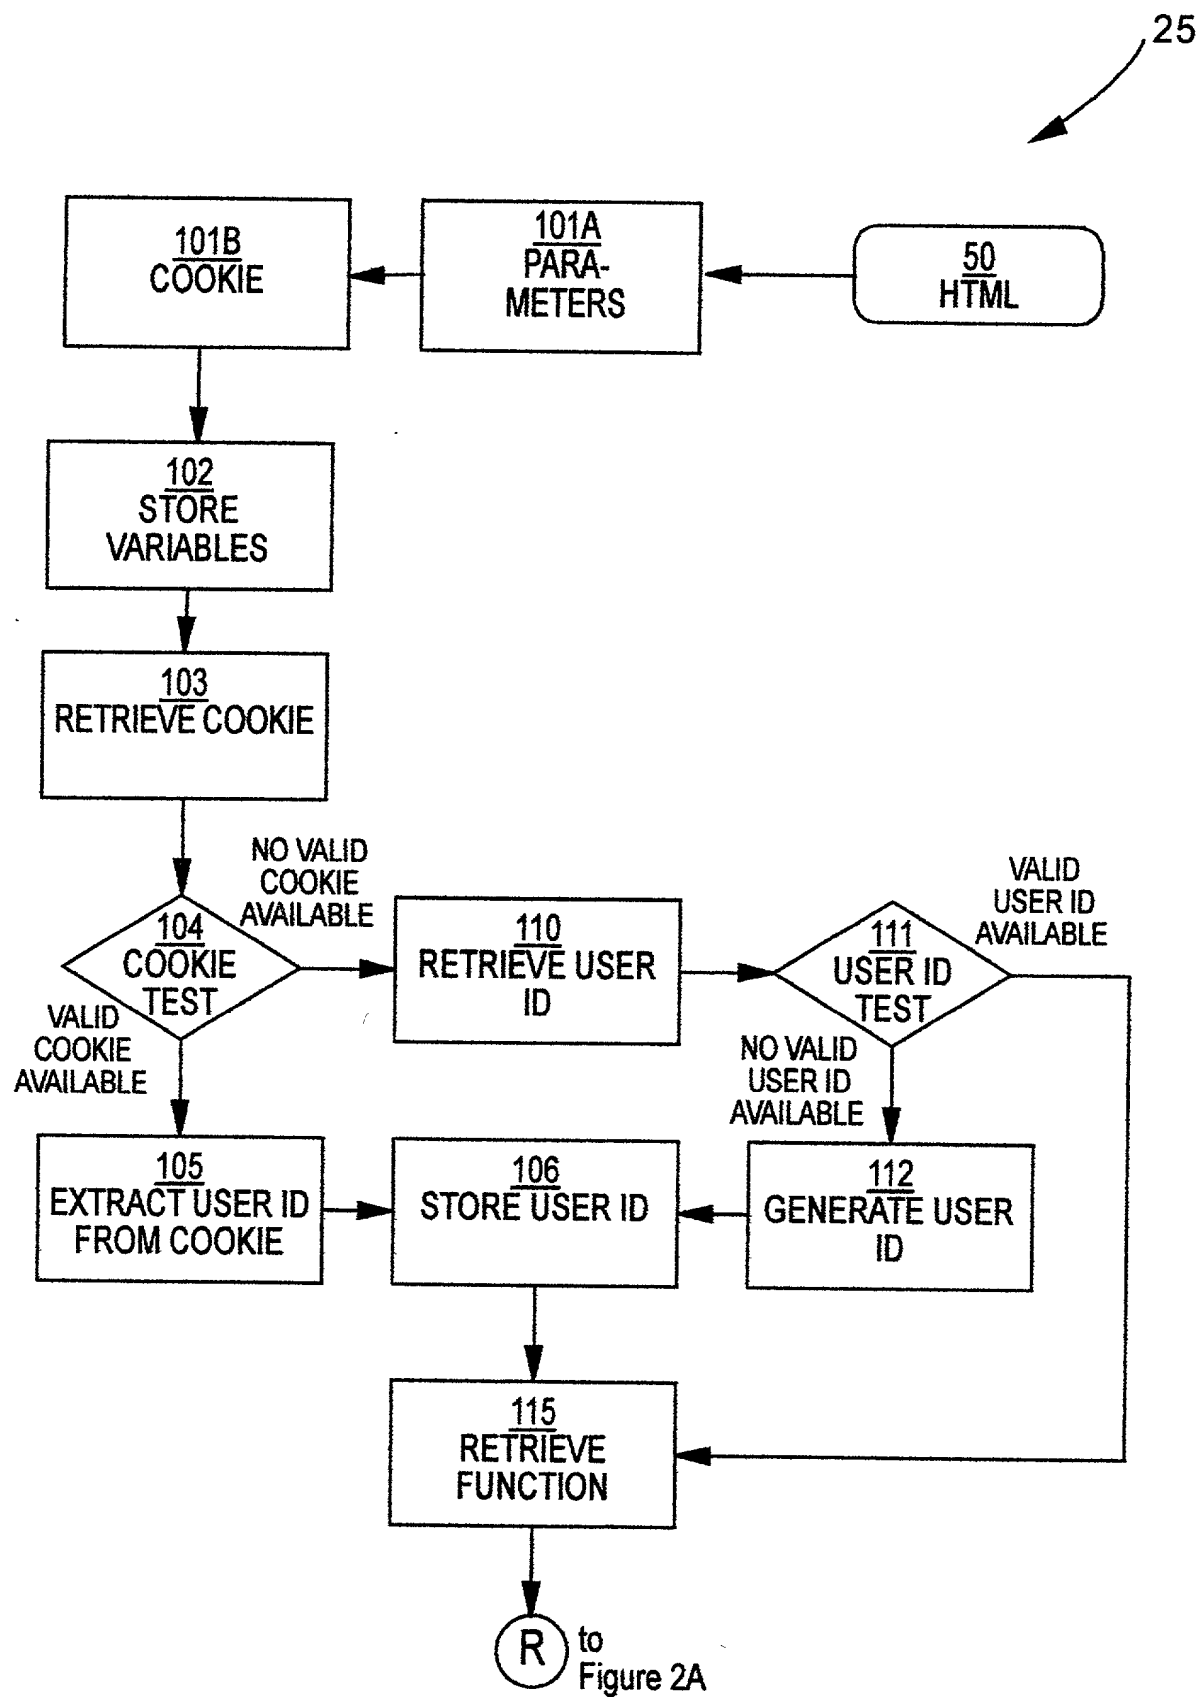 25
101B
COOKIE
101A
PARA-
METERS
50
HTML
102
STORE
VARIABLES
103
RETRIEVE COOKIE
NO VALID
COOKIE
AVAILABLE
104
COOKIE
TEST
VALID
COOKIE
AVAILABLE
110
RETRIEVE USER
ID
111
USER ID
TEST
VALID
USER ID
AVAILABLE
NO VALID
USER ID
AVAILABLE
105
EXTRACT USER ID
FROM COOKIE
106
STORE USER ID
112
GENERATE USER
ID
115
RETRIEVE
FUNCTION
R
to
Figure 2A